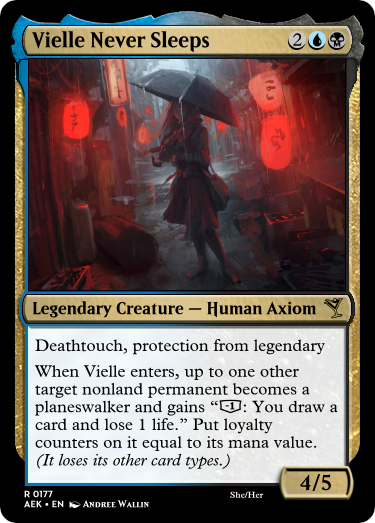 Vielle Never Sleeps 2
Legendary Creature — Human Axiom
Deathtouch, protection from legendary
When Vielle enters, up to one other
target nonland permanent becomes a
planeswalker and gains “-1: You draw a
card and lose 1 life.” Put loyalty
counters on it equal to its mana value.
(It loses its other card types.)
4/5
R 0177
She/Her
AEK • EN Andree Wallin